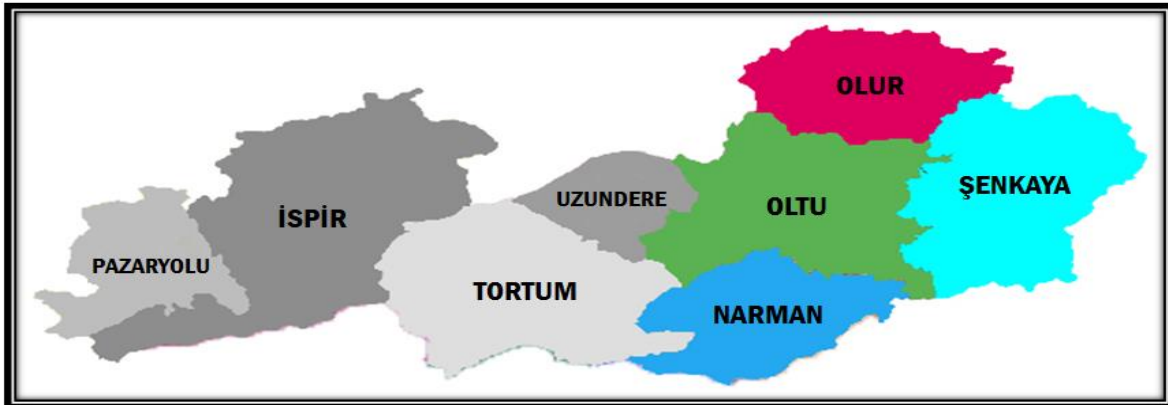 OLUR
ŞENKAYA
UZUNDERE
OLTU
İSPİR
PAZARYOLU
TORTUM
NARMAN